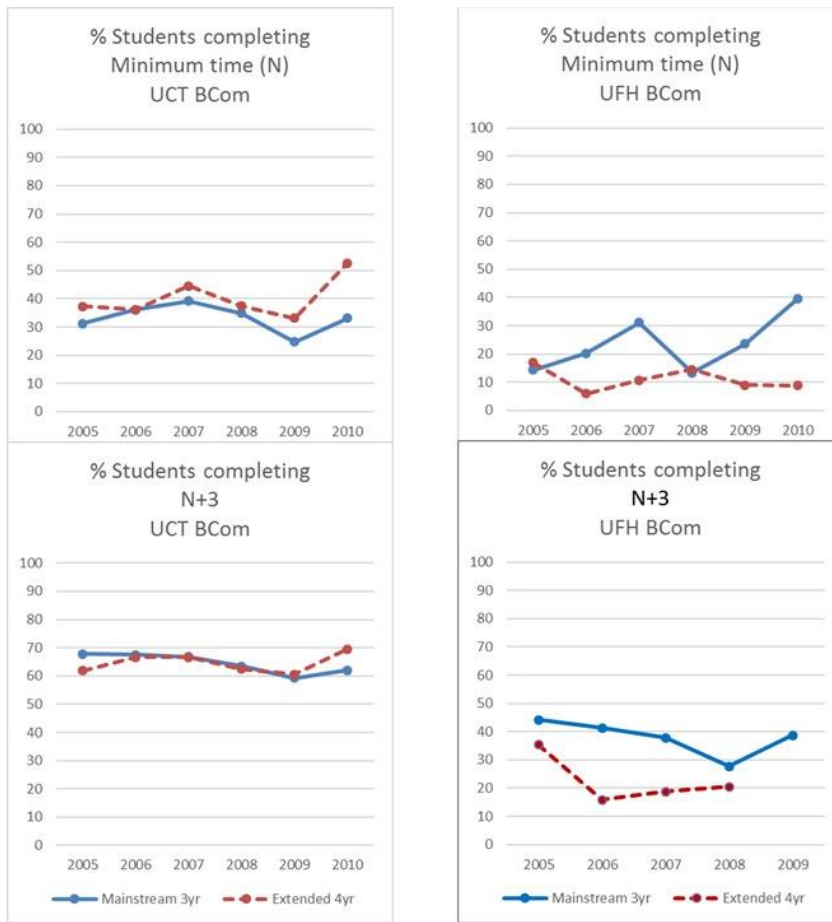 % Students completing
Minimum time (N)
UCT BCom
100
90
80
70
60
50
40
30
20
10
0
2005 2006 2007 2008 2009 2010
% Students completing
Minimum time (N)
UFH BCom
100
90
80
70
60
50
40
30
20
10
0
2005 2006 2007 2008 2009 2010
% Students completing
N+3
UCT BCom
100
90
80
70
60
50
40
30
20
10
0
2005 2006 2007 2008 2009 2010
Mainstream 3yr Extended 4yr
% Students completing
N+3
UFH BCom
100
90
80
70
60
50
40
30
20
10
0
2005 2006 2007 2008 2009
Mainstream 3yr Extended 4yr